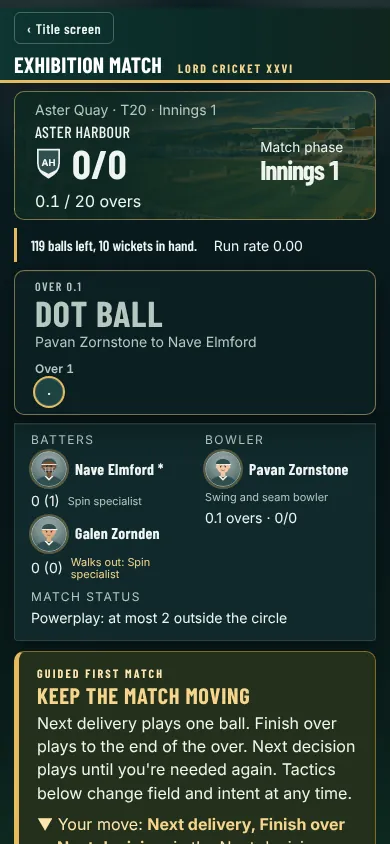 ‹ Title screen
EXHIBITION MATCH LORD CRICKET XXVI
Aster Quay · T20 · Innings 1
ASTER HARBOUR
AH 0/0
0.1 / 20 overs
Match phase
Innings 1
119 balls left, 10 wickets in hand. Run rate 0.00
OVER 0.1
DOT BALL
Pavan Zornstone to Nave Elmford
Over 1
.
BATTERS
Nave Elmford *
0 (1) Spin specialist
Galen Zornden
0 (0) Walks out: Spin
specialist
BOWLER
Pavan Zornstone
Swing and seam bowler
0.1 overs · 0/0
MATCH STATUS
Powerplay: at most 2 outside the circle
GUIDED FIRST MATCH
KEEP THE MATCH MOVING
Next delivery plays one ball. Finish over
plays to the end of the over. Next decision
plays until you're needed again. Tactics
below change field and intent at any time.
▼ Your move: Next delivery, Finish over